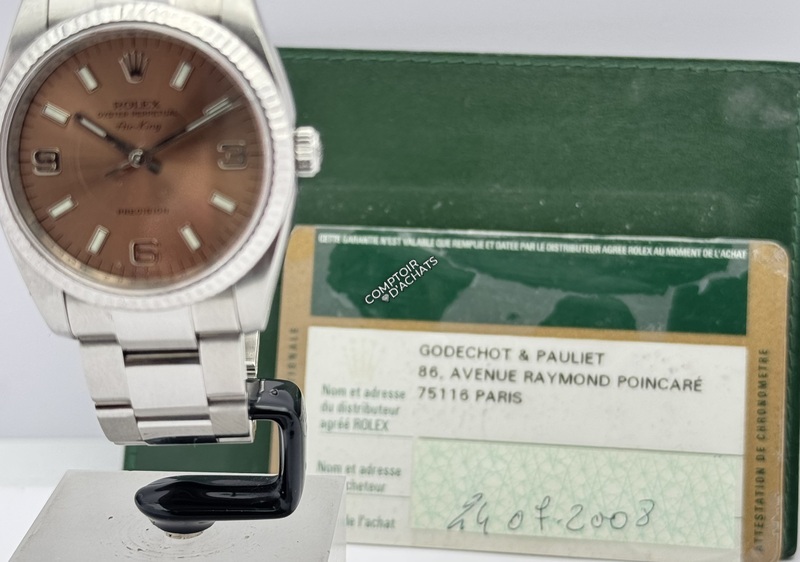 ROLEX
OYSTER PERPETUAL
Air-King
9
3
PRECISION
6
CETTE GARANTIE N'EST VALABLE QUE REMPLIE ET DATEE PAR LE DISTRIBUTEUR AGREE ROLEX AU MOMENT DE L'ACHAT
COMPTOIR
D'ACHATS
GODECHOT & PAULIET
86, AVENUE RAYMOND POINCARÉ
75116 PARIS
Nom et adresse
du distributeur
agréé ROLEX
Nom et adresse
cheteur
le l'achat
24 07.2008
ATTESTATION DE CHRONOMETRE
IONALE